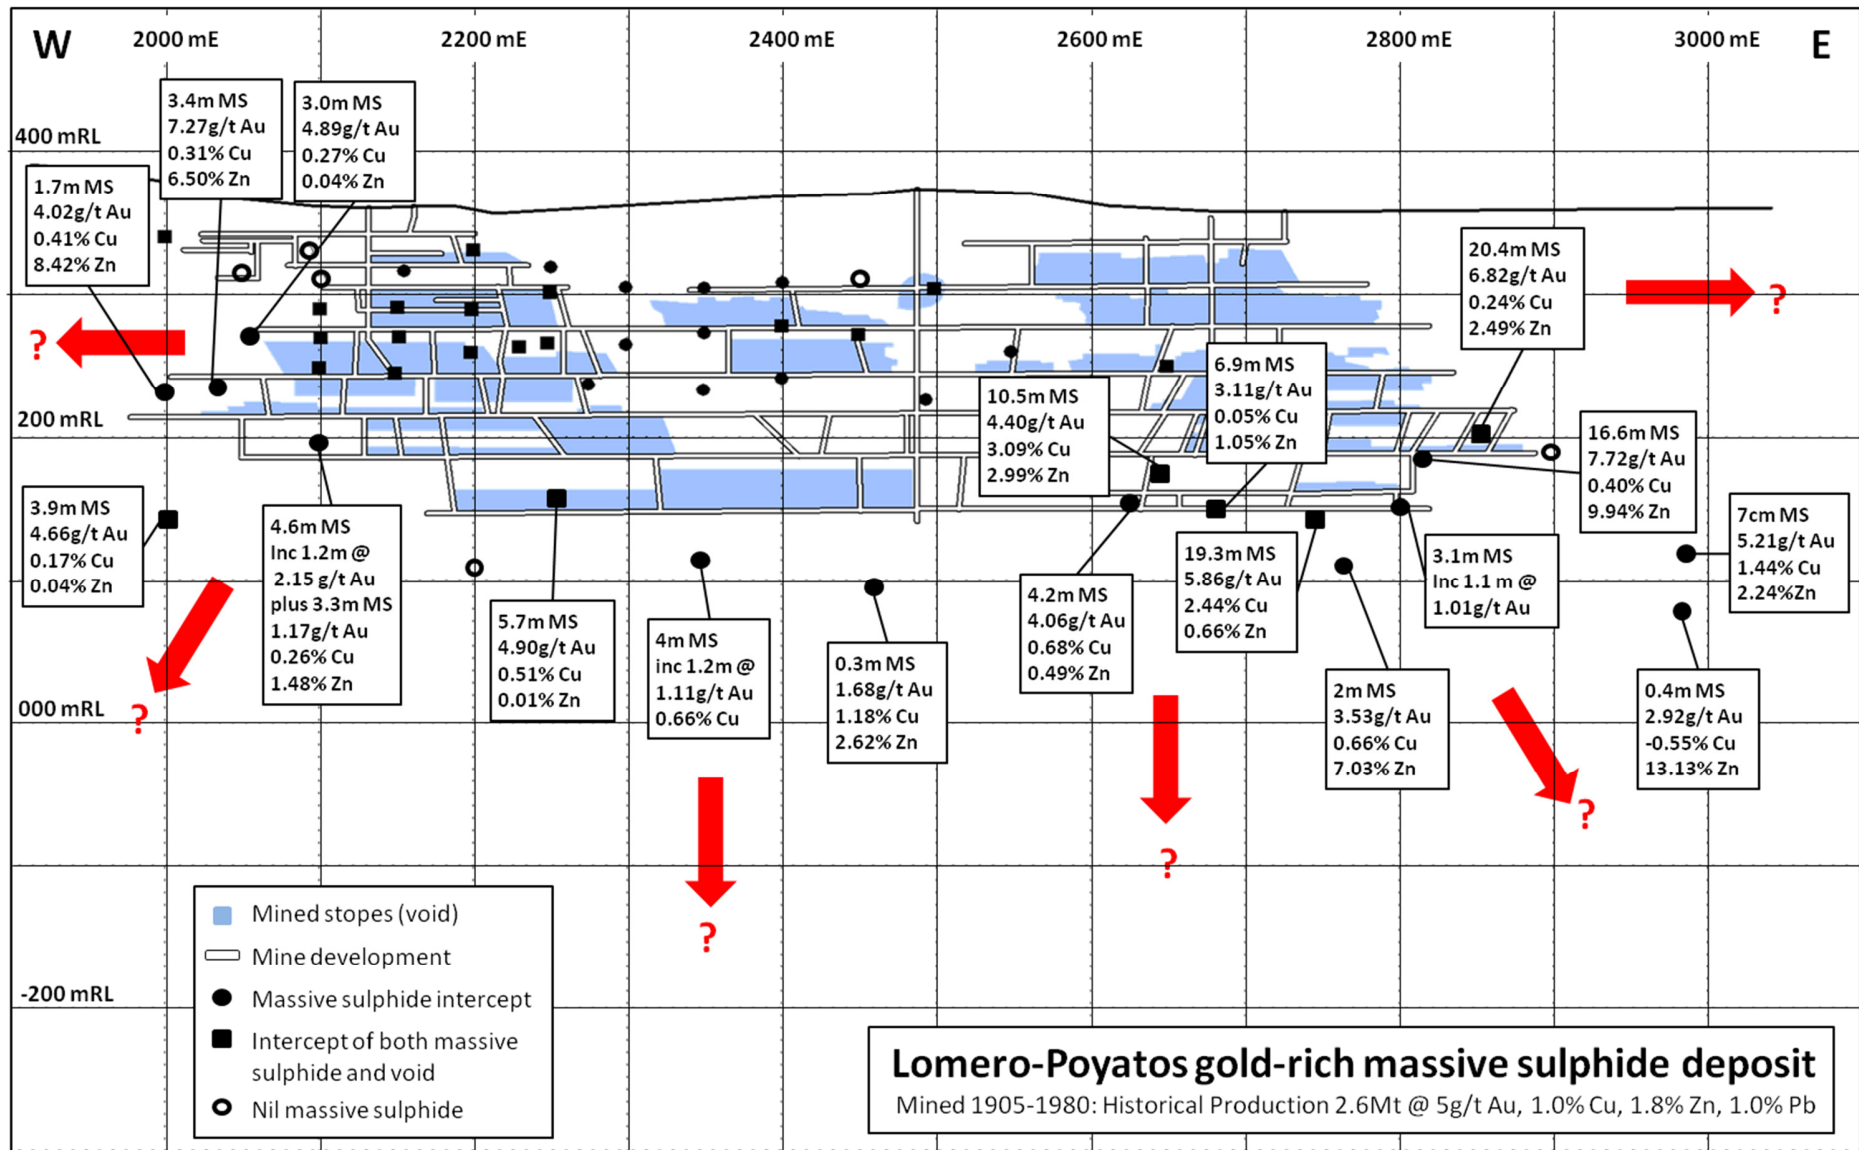 W
2000 mE
2200 mE
2400 mE
2600 mE
2800 mE
3000 mE
E
400 mRL
200 mRL
000 mRL
-200 mRL
1.7m MS
4.02g/t Au
0.41% Cu
8.42% Zn
3.4m MS
7.27g/t Au
0.31% Cu
6.50% Zn
3.0m MS
4.89g/t Au
0.27% Cu
0.04% Zn
20.4m MS
6.82g/t Au
0.24% Cu
2.49% Zn
?
?
6.9m MS
3.11g/t Au
0.05% Cu
1.05% Zn
10.5m MS
4.40g/t Au
3.09% Cu
2.99% Zn
16.6m MS
7.72g/t Au
0.40% Cu
9.94% Zn
3.9m MS
4.66g/t Au
0.17% Cu
0.04% Zn
4.6m MS
Inc 1.2m @
2.15 g/t Au
plus 3.3m MS
1.17g/t Au
0.26% Cu
1.48% Zn
5.7m MS
4.90g/t Au
0.51% Cu
0.01% Zn
4m MS
inc 1.2m @
1.11g/t Au
0.66% Cu
0.3m MS
1.68g/t Au
1.18% Cu
2.62% Zn
4.2m MS
4.06g/t Au
0.68% Cu
0.49% Zn
19.3m MS
5.86g/t Au
2.44% Cu
0.66% Zn
3.1m MS
Inc 1.1 m @
1.01g/t Au
7cm MS
5.21g/t Au
1.44% Cu
2.24%Zn
2m MS
3.53g/t Au
0.66% Cu
7.03% Zn
0.4m MS
2.92g/t Au
-0.55% Cu
13.13% Zn
?
?
?
?
Mined stopes (void)
Mine development
Massive sulphide intercept
Intercept of both massive
sulphide and void
Nil massive sulphide
Lomero-Poyatos gold-rich massive sulphide deposit
Mined 1905-1980: Historical Production 2.6Mt @ 5g/t Au, 1.0% Cu, 1.8% Zn, 1.0% Pb